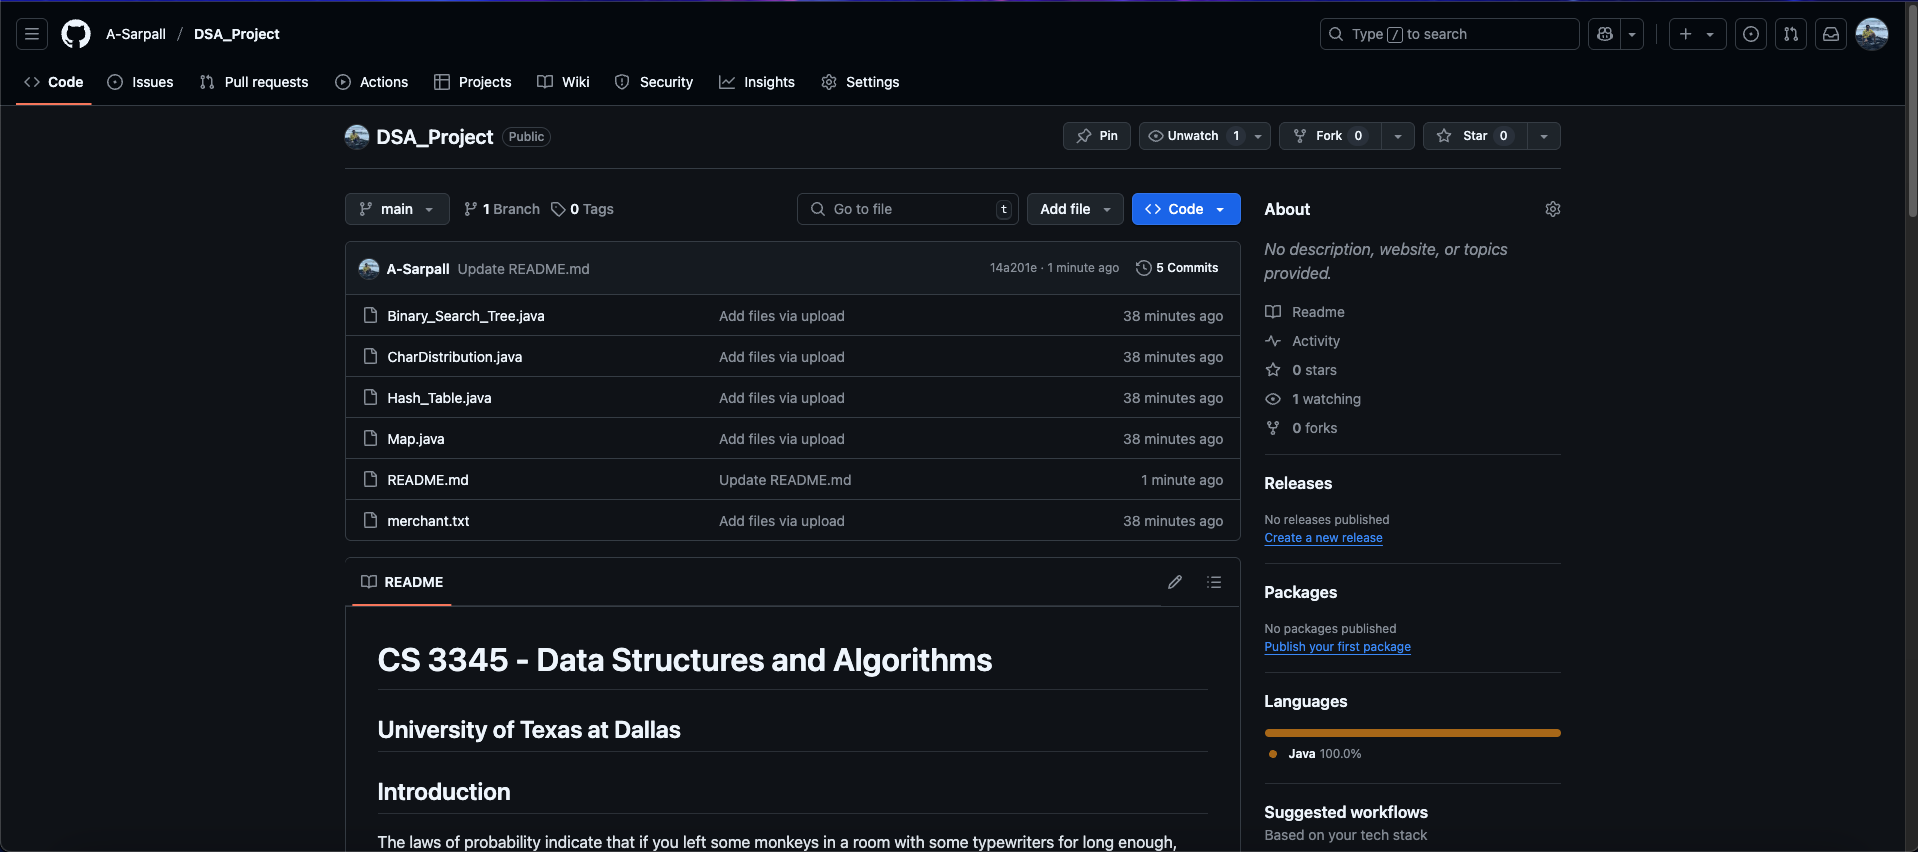 A-Sarpall / DSA_Project
Type / to search
Code Issues Pull requests Actions Projects Wiki Security Insights Settings
DSA_Project Public
Pin Unwatch 1 Fork 0 Star 0
main 1 Branch 0 Tags Go to file t Add file Code
A-Sarpall Update README.md 14a201e · 1 minute ago 5 Commits
Binary_Search_Tree.java Add files via upload 38 minutes ago
CharDistribution.java Add files via upload 38 minutes ago
Hash_Table.java Add files via upload 38 minutes ago
Map.java Add files via upload 38 minutes ago
README.md Update README.md 1 minute ago
merchant.txt Add files via upload 38 minutes ago
README
CS 3345 - Data Structures and Algorithms
University of Texas at Dallas
Introduction
The laws of probability indicate that if you left some monkeys in a room with some typewriters for long enough,
About
No description, website, or topics
provided.
Readme
Activity
0 stars
1 watching
0 forks
Releases
No releases published
Create a new release
Packages
No packages published
Publish your first package
Languages
Java 100.0%
Suggested workflows
Based on your tech stack